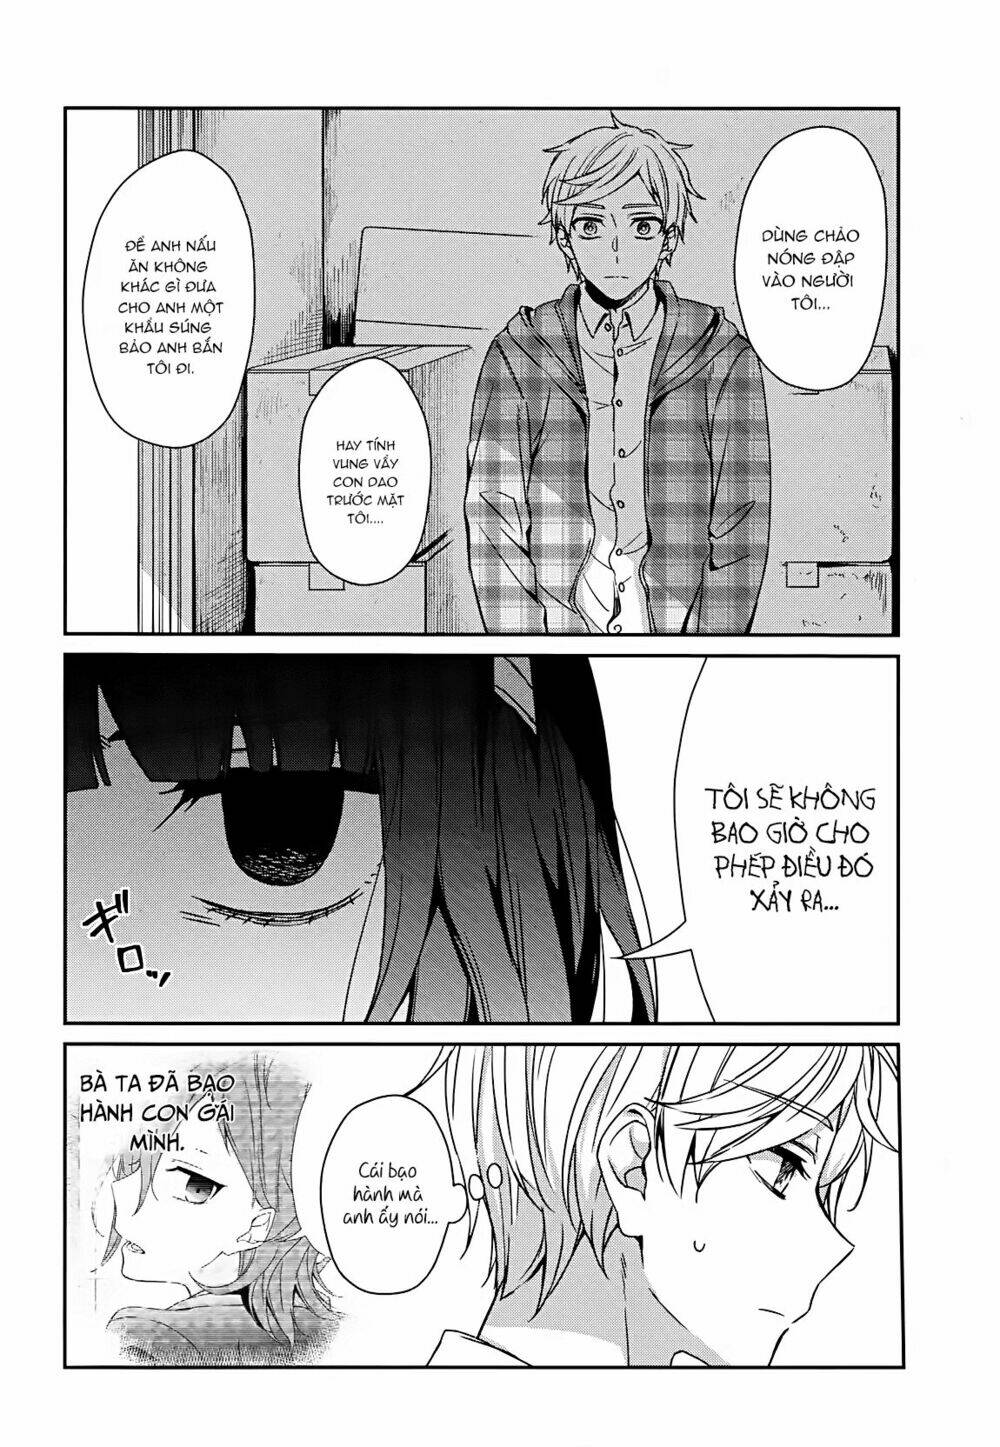 DÙNG CHẢO
NÓNG ĐẬP
VÀO NGƯỜI
TÔI...
HAY TÍNH
VUNG VẨY
CON DAO
TRƯỚC MẶT
TÔI....
ĐỂ ANH NẤU
ĂN KHÔNG
KHÁC GÌ ĐƯA
CHO ANH MỘT
KHẨU SÚNG
BẢO ANH BẮN
TÔI ĐI.
TÔI SẼ KHÔNG
BAO GIỜ CHO
PHÉP ĐIỀU ĐÓ
XẢY RA...
ギロッ
Cái bạo
hành mà
anh ấy nói...
BÀ TA ĐÃ BẠO
HÀNH CON GÁI
MÌNH.